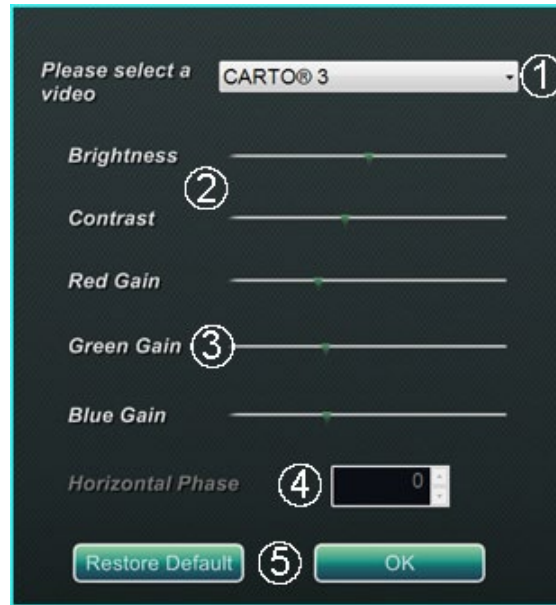 Please select a
video
CARTO® 3
①
Brightness
②
Contrast
Red Gain
Green Gain ③
Blue Gain
Horizontal Phase ④ 0
Restore Default ⑤ OK